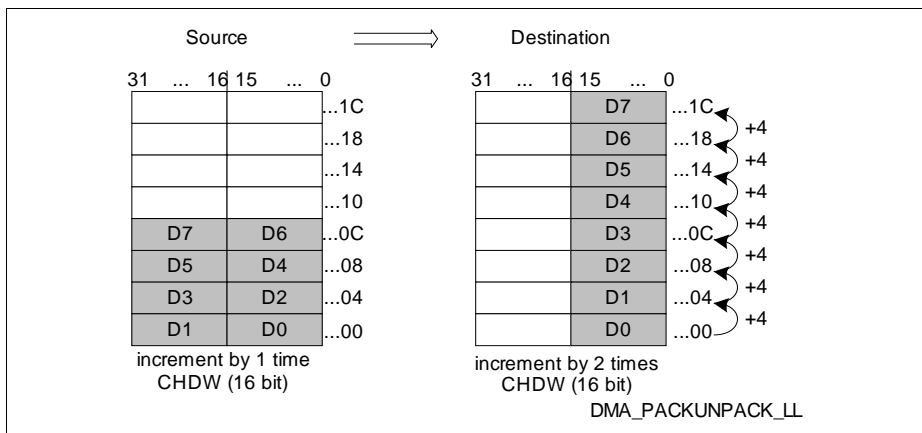 Source Destination
31 ... 16 15 ... 0 31 ... 16 15 ... 0
...1C D7 ...1C
+4
...18 D6 ...18
+4
...14 D5 ...14
+4
...10 D4 ...10
+4
D7 D6 ...0C D3 ...0C
+4
D5 D4 ...08 D2 ...08
+4
D3 D2 ...04 D1 ...04
+4
D1 D0 ...00 D0 ...00
increment by 1 time increment by 2 times
CHDW (16 bit) CHDW (16 bit)
DMA_PACKUNPACK_LL